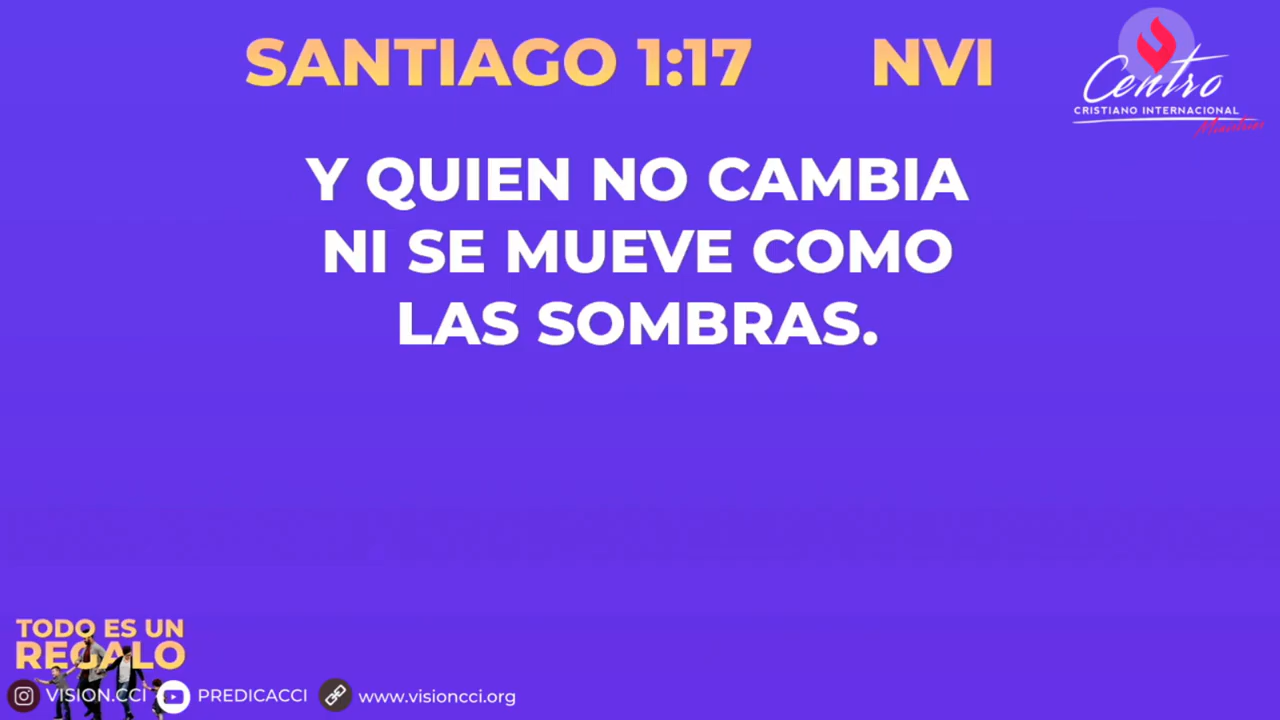 SANTIAGO 1:17 NVI
Centro
CRISTIANO INTERNACIONAL
Y QUIEN NO CAMBIA
NI SE MUEVE COMO
LAS SOMBRAS.
TODO ES UN
REGALO
VISION.CCI PREDICACCI www.visioncci.org